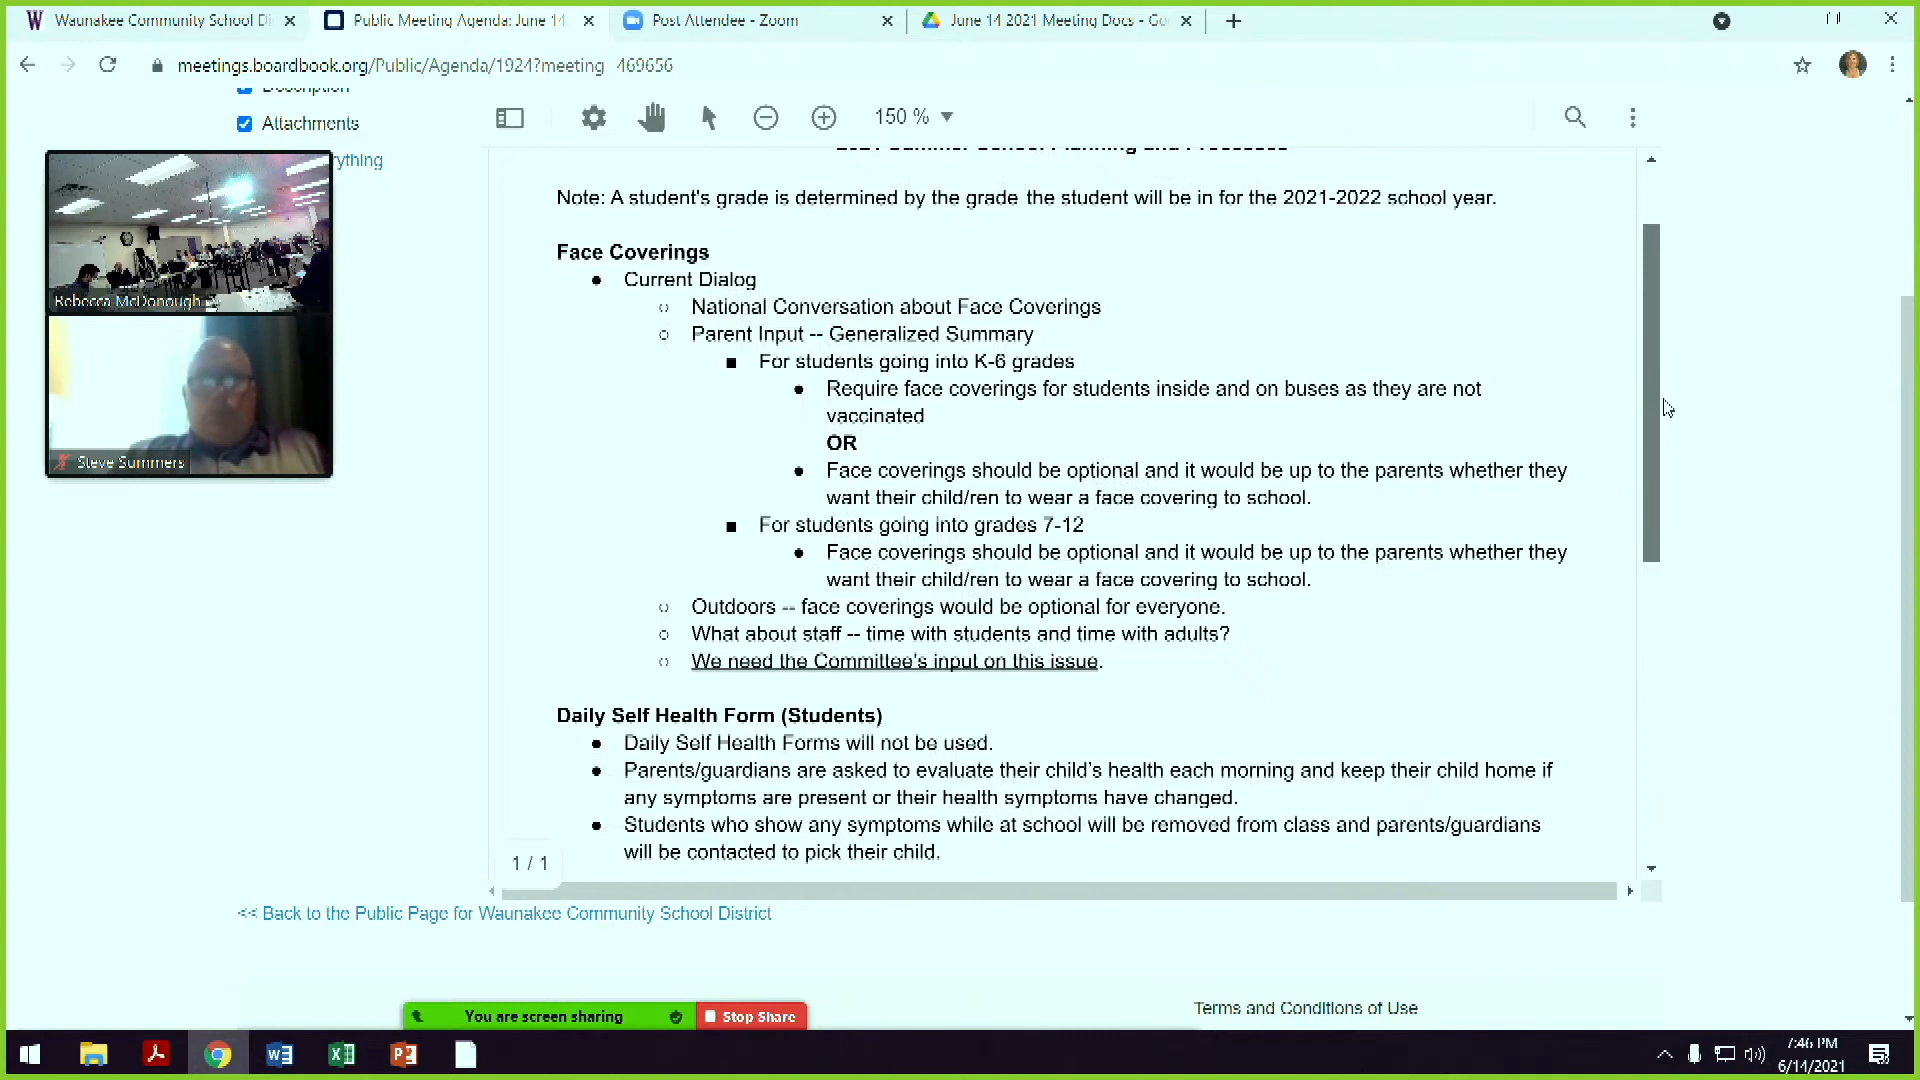 Waunakee Community School Di
Public Meeting Agenda: June 14
Post Attendee - Zoom
June 14 2021 Meeting Docs - Go
meetings.boardbook.org/Public/Agenda/1924?meeting 469656
Description
Attachments
rything
150 %
2021 Summer School Planning and Processes
Note: A student's grade is determined by the grade the student will be in for the 2021-2022 school year.
Face Coverings
● Current Dialog
○ National Conversation about Face Coverings
○ Parent Input -- Generalized Summary
■ For students going into K-6 grades
● Require face coverings for students inside and on buses as they are not
vaccinated
OR
● Face coverings should be optional and it would be up to the parents whether they
want their child/ren to wear a face covering to school.
■ For students going into grades 7-12
● Face coverings should be optional and it would be up to the parents whether they
want their child/ren to wear a face covering to school.
○ Outdoors -- face coverings would be optional for everyone.
○ What about staff -- time with students and time with adults?
○ We need the Committee's input on this issue.
Daily Self Health Form (Students)
● Daily Self Health Forms will not be used.
● Parents/guardians are asked to evaluate their child's health each morning and keep their child home if
any symptoms are present or their health symptoms have changed.
● Students who show any symptoms while at school will be removed from class and parents/guardians
will be contacted to pick their child.
1 / 1
Rebecca McDonough
Steve Summers
<< Back to the Public Page for Waunakee Community School District
Terms and Conditions of Use
You are screen sharing
Stop Share
7:46 PM
6/14/2021